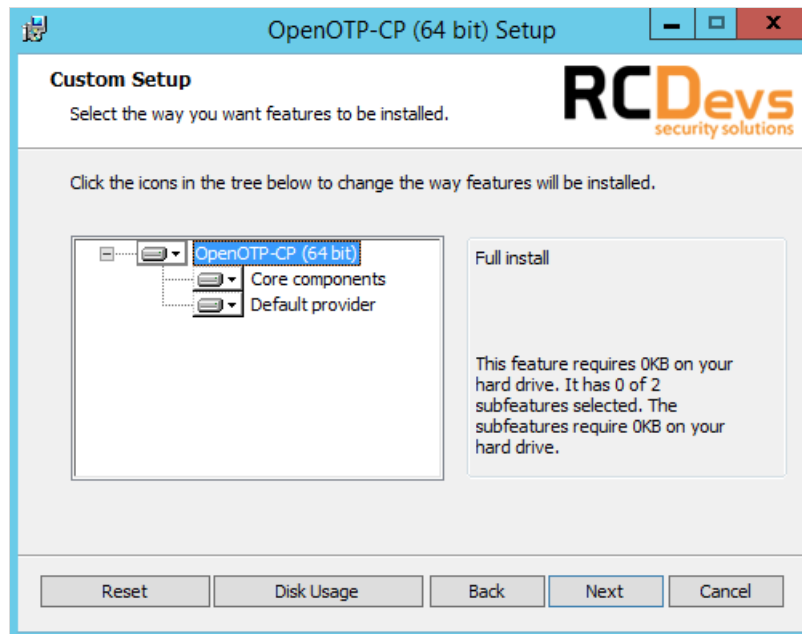 OpenOTP-CP (64 bit) Setup
Custom Setup
Select the way you want features to be installed.
RCDevs
security solutions
Click the icons in the tree below to change the way features will be installed.
OpenOTP-CP (64 bit)
Core components
Default provider
Full install
This feature requires 0KB on your
hard drive. It has 0 of 2
subfeatures selected. The
subfeatures require 0KB on your
hard drive.
Reset
Disk Usage
Back
Next
Cancel